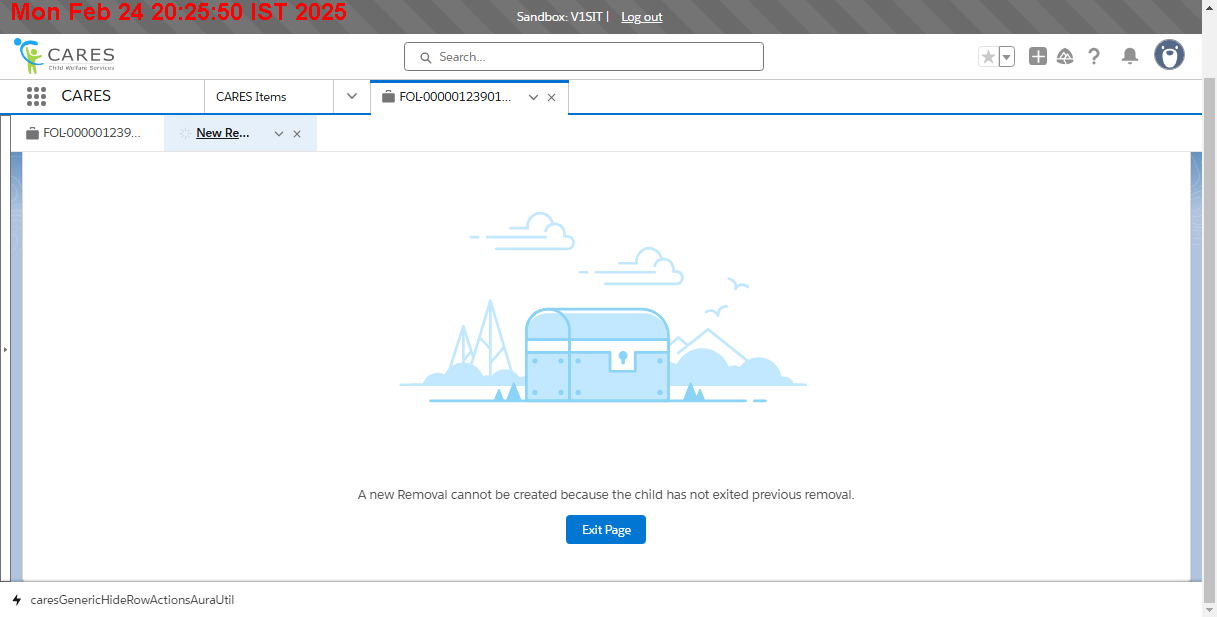 Mon Feb 24 20:25:50 IST 2025
Sandbox: V1SIT | Log out
CARES
Child Welfare Services
Search...
CARES
CARES Items
FOL-00000123901...
FOL-000001239...
New Re...
A new Removal cannot be created because the child has not exited previous removal.
Exit Page
caresGenericHideRowActionsAuraUtil